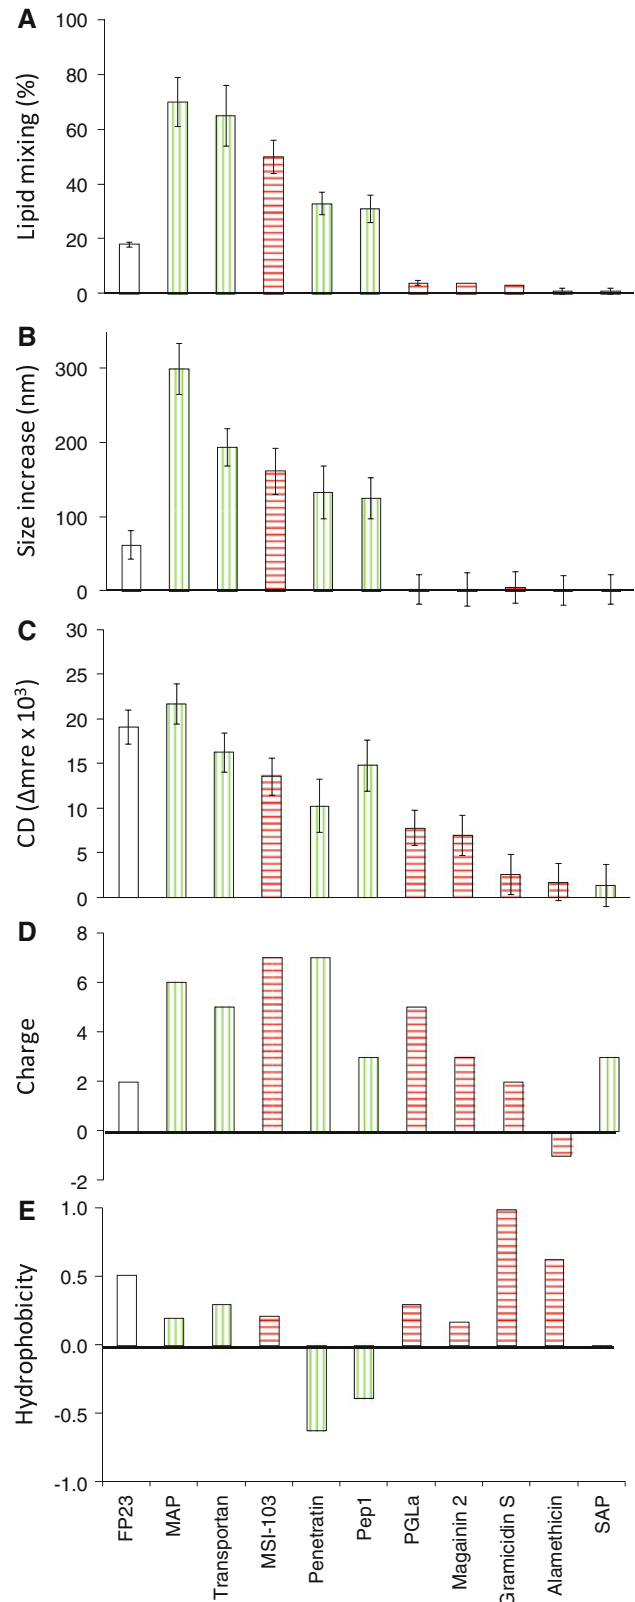 A
Lipid mixing (%)
100
80
60
40
20
0
B
Size increase (nm)
300
200
100
0
C
CD (Δmre x 10³)
30
25
20
15
10
5
0
D
Charge
8
6
4
2
0
-2
E
Hydrophobicity
1.0
0.5
0.0
-0.5
-1.0
FP23
MAP
Transportan
MSI-103
Penetratin
Pep1
PGLa
Magainin 2
Gramicidin S
Alamethicin
SAP